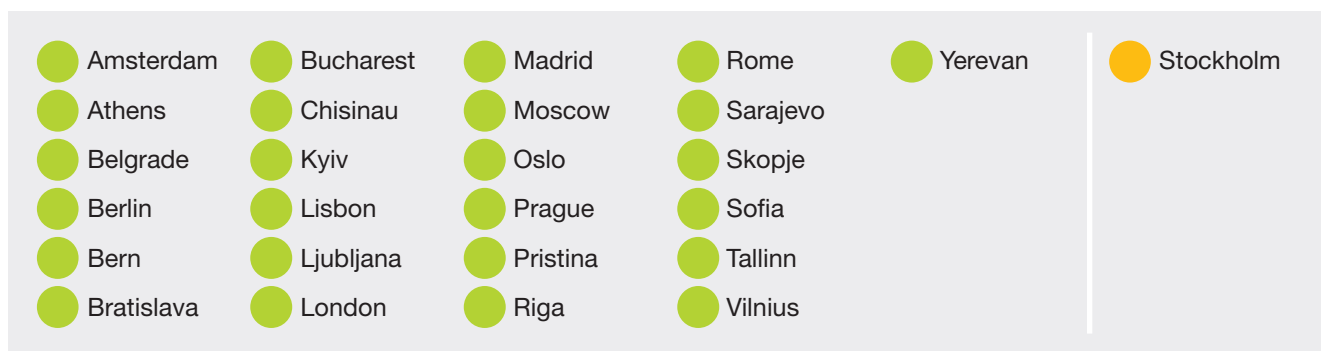 Amsterdam
Athens
Belgrade
Berlin
Bern
Bratislava
Bucharest
Chisinau
Kyiv
Lisbon
Ljubljana
London
Madrid
Moscow
Oslo
Prague
Pristina
Riga
Rome
Sarajevo
Skopje
Sofia
Tallinn
Vilnius
Yerevan
Stockholm